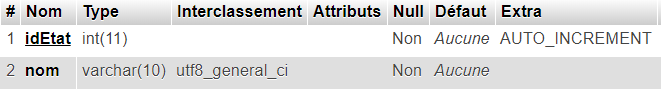 # Nom Type Interclassement Attributs Null Défaut Extra
1 idEtat int(11) Non Aucune AUTO_INCREMENT
2 nom varchar(10) utf8_general_ci Non Aucune